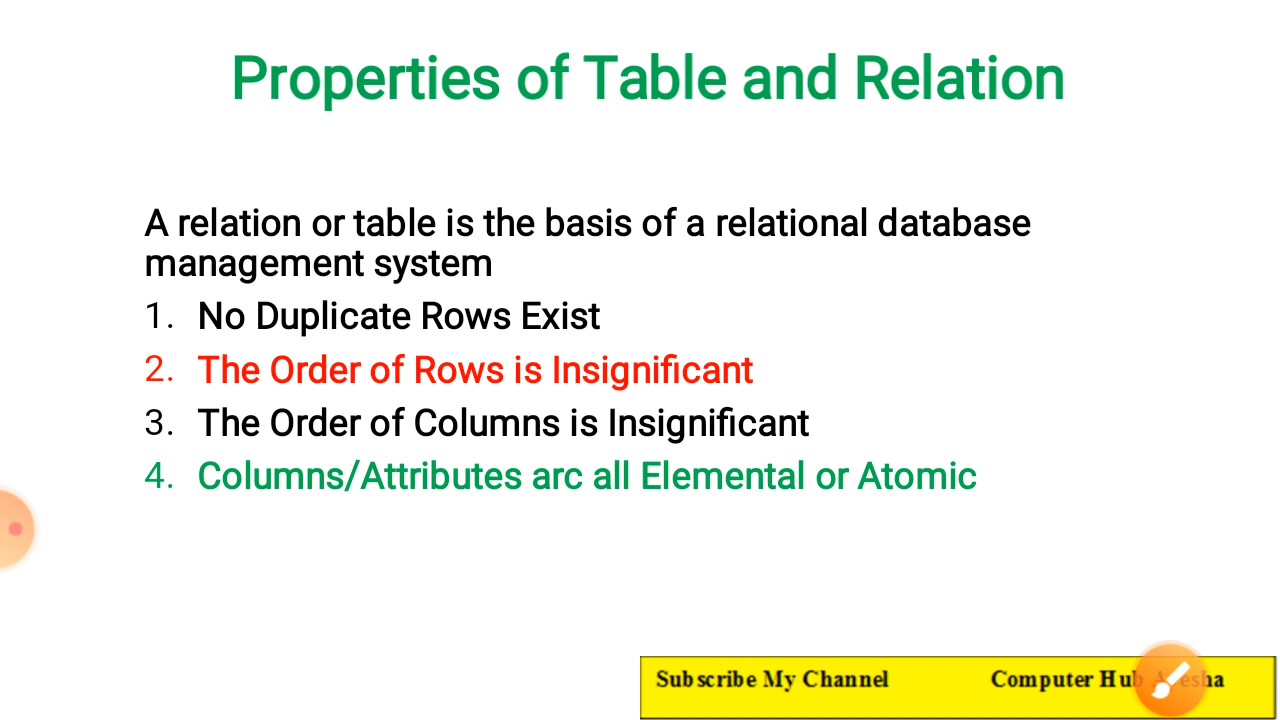 Properties of Table and Relation
A relation or table is the basis of a relational database
management system
1. No Duplicate Rows Exist
2. The Order of Rows is Insignificant
3. The Order of Columns is Insignificant
4. Columns/Attributes arc all Elemental or Atomic
Subscribe My Channel Computer Hub